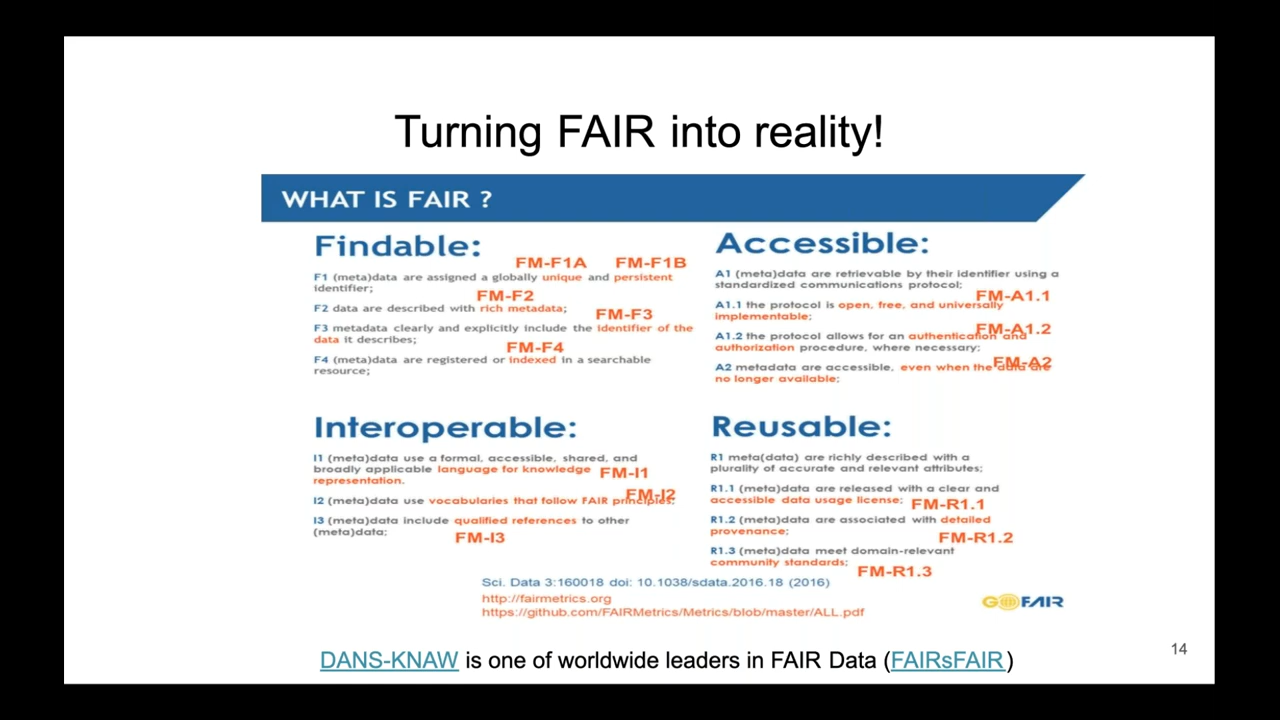 Turning FAIR into reality!
WHAT IS FAIR ?
Findable:
FM-F1A FM-F1B
F1 (meta)data are assigned a globally unique and persistent
identifier;
FM-F2
F2 data are described with rich metadata;
FM-F3
F3 metadata clearly and explicitly include the identifier of the
data it describes;
FM-F4
F4 (meta)data are registered or indexed in a searchable
resource;
Accessible:
A1 (meta)data are retrievable by their identifier using a
standardized communications protocol;
FM-A1.1
A1.1 the protocol is open, free, and universally
implementable;
FM-A1.2
A1.2 the protocol allows for an authentication and
authorization procedure, where necessary;
FM-A2
A2 metadata are accessible, even when the data are
no longer available;
Interoperable:
I1 (meta)data use a formal, accessible, shared, and
broadly applicable language for knowledge
representation.
FM-I1
FM-I2
I2 (meta)data use vocabularies that follow FAIR principles;
I3 (meta)data include qualified references to other
(meta)data;
FM-I3
Reusable:
R1 meta(data) are richly described with a
plurality of accurate and relevant attributes;
R1.1 (meta)data are released with a clear and
accessible data usage license;
FM-R1.1
R1.2 (meta)data are associated with detailed
provenance;
FM-R1.2
R1.3 (meta)data meet domain-relevant
community standards;
FM-R1.3
Sci. Data 3:160018 doi: 10.1038/sdata.2016.18 (2016)
http://fairmetrics.org
https://github.com/FAIRMetrics/Metrics/blob/master/ALL.pdf
GO FAIR
DANS-KNAW is one of worldwide leaders in FAIR Data (FAIRsFAIR)
14